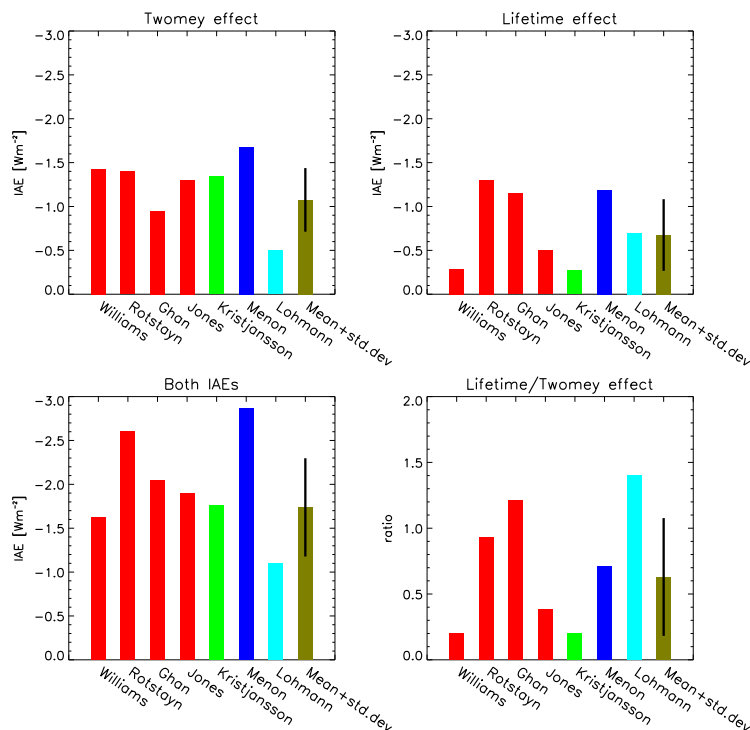 Twomey effect
IAE [Wm⁻²]
-3.0
-2.5
-2.0
-1.5
-1.0
-0.5
0.0
Williams
Rotstayn
Ghan
Jones
Kristjansson
Menon
Lohmann
Mean+std.dev
Lifetime effect
IAE [Wm⁻²]
-3.0
-2.5
-2.0
-1.5
-1.0
-0.5
0.0
Williams
Rotstayn
Ghan
Jones
Kristjansson
Menon
Lohmann
Mean+std.dev
Both IAEs
IAE [Wm⁻²]
-3.0
-2.5
-2.0
-1.5
-1.0
-0.5
0.0
Williams
Rotstayn
Ghan
Jones
Kristjansson
Menon
Lohmann
Mean+std.dev
Lifetime/Twomey effect
ratio
2.0
1.5
1.0
0.5
0.0
Williams
Rotstayn
Ghan
Jones
Kristjansson
Menon
Lohmann
Mean+std.dev